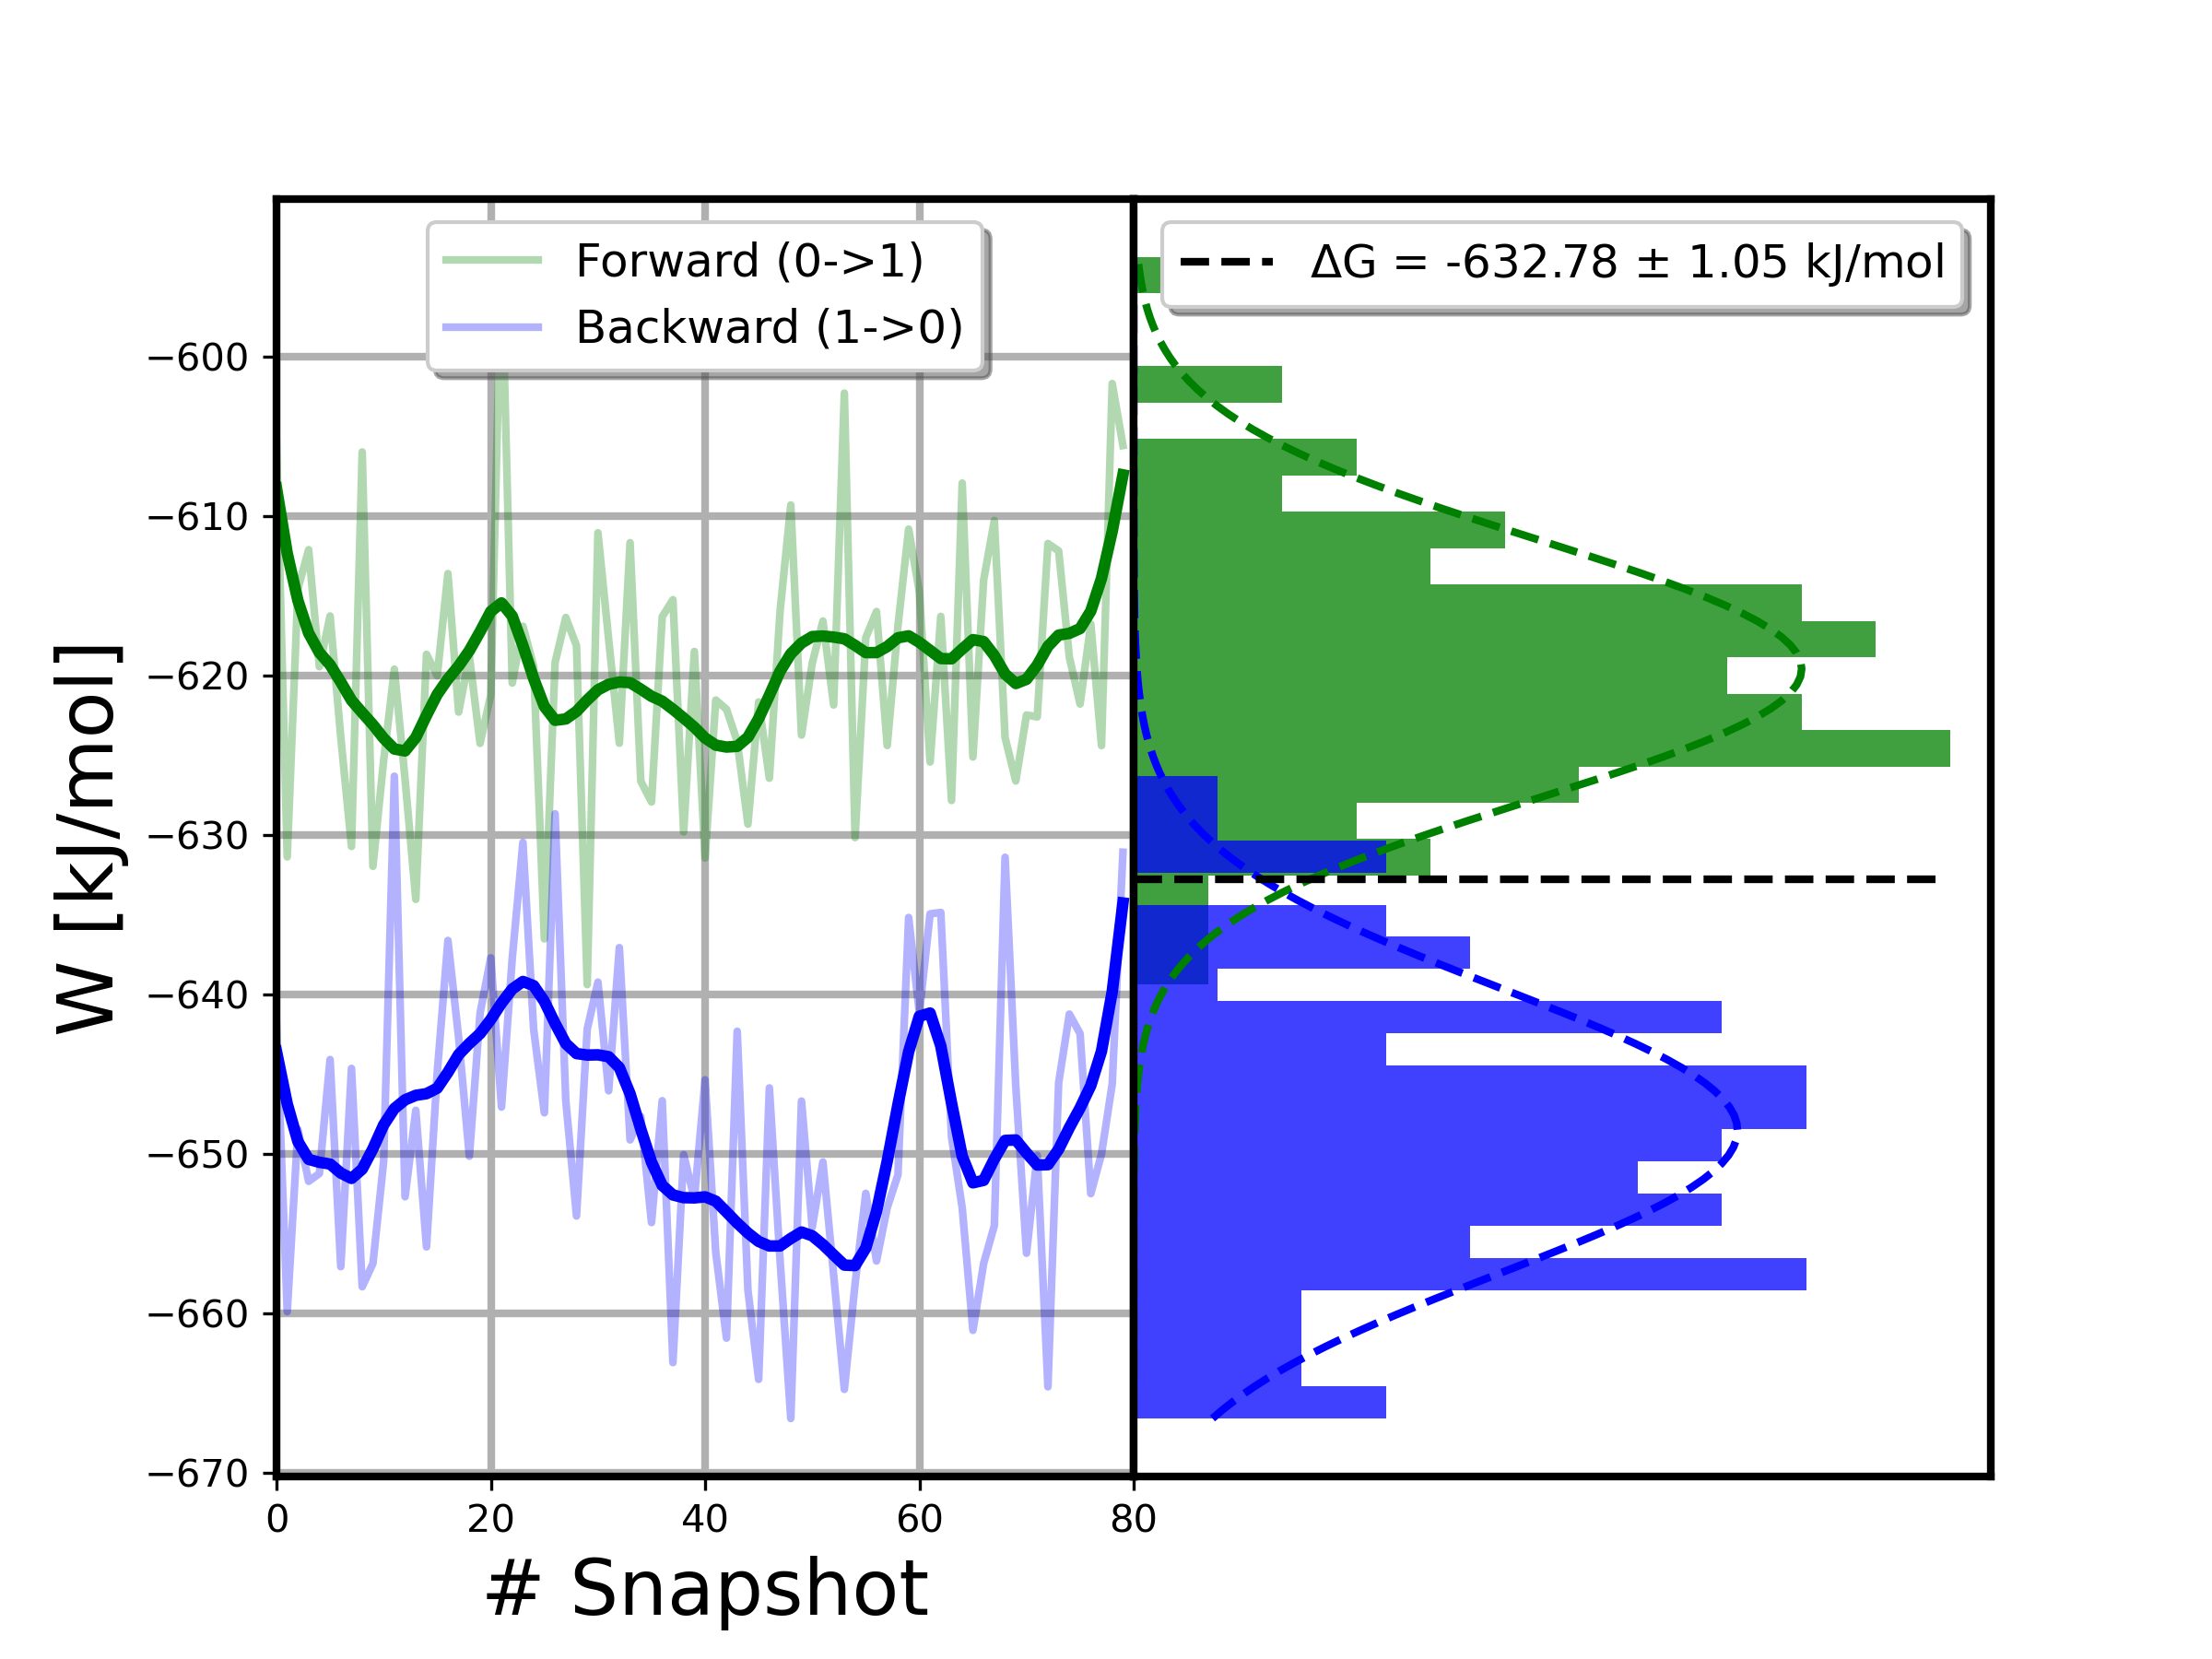 Forward (0->1)
Backward (1->0)
ΔG = -632.78 ± 1.05 kJ/mol
W [kJ/mol]
−600
−610
−620
−630
−640
−650
−660
−670
0 20 40 60 80
# Snapshot